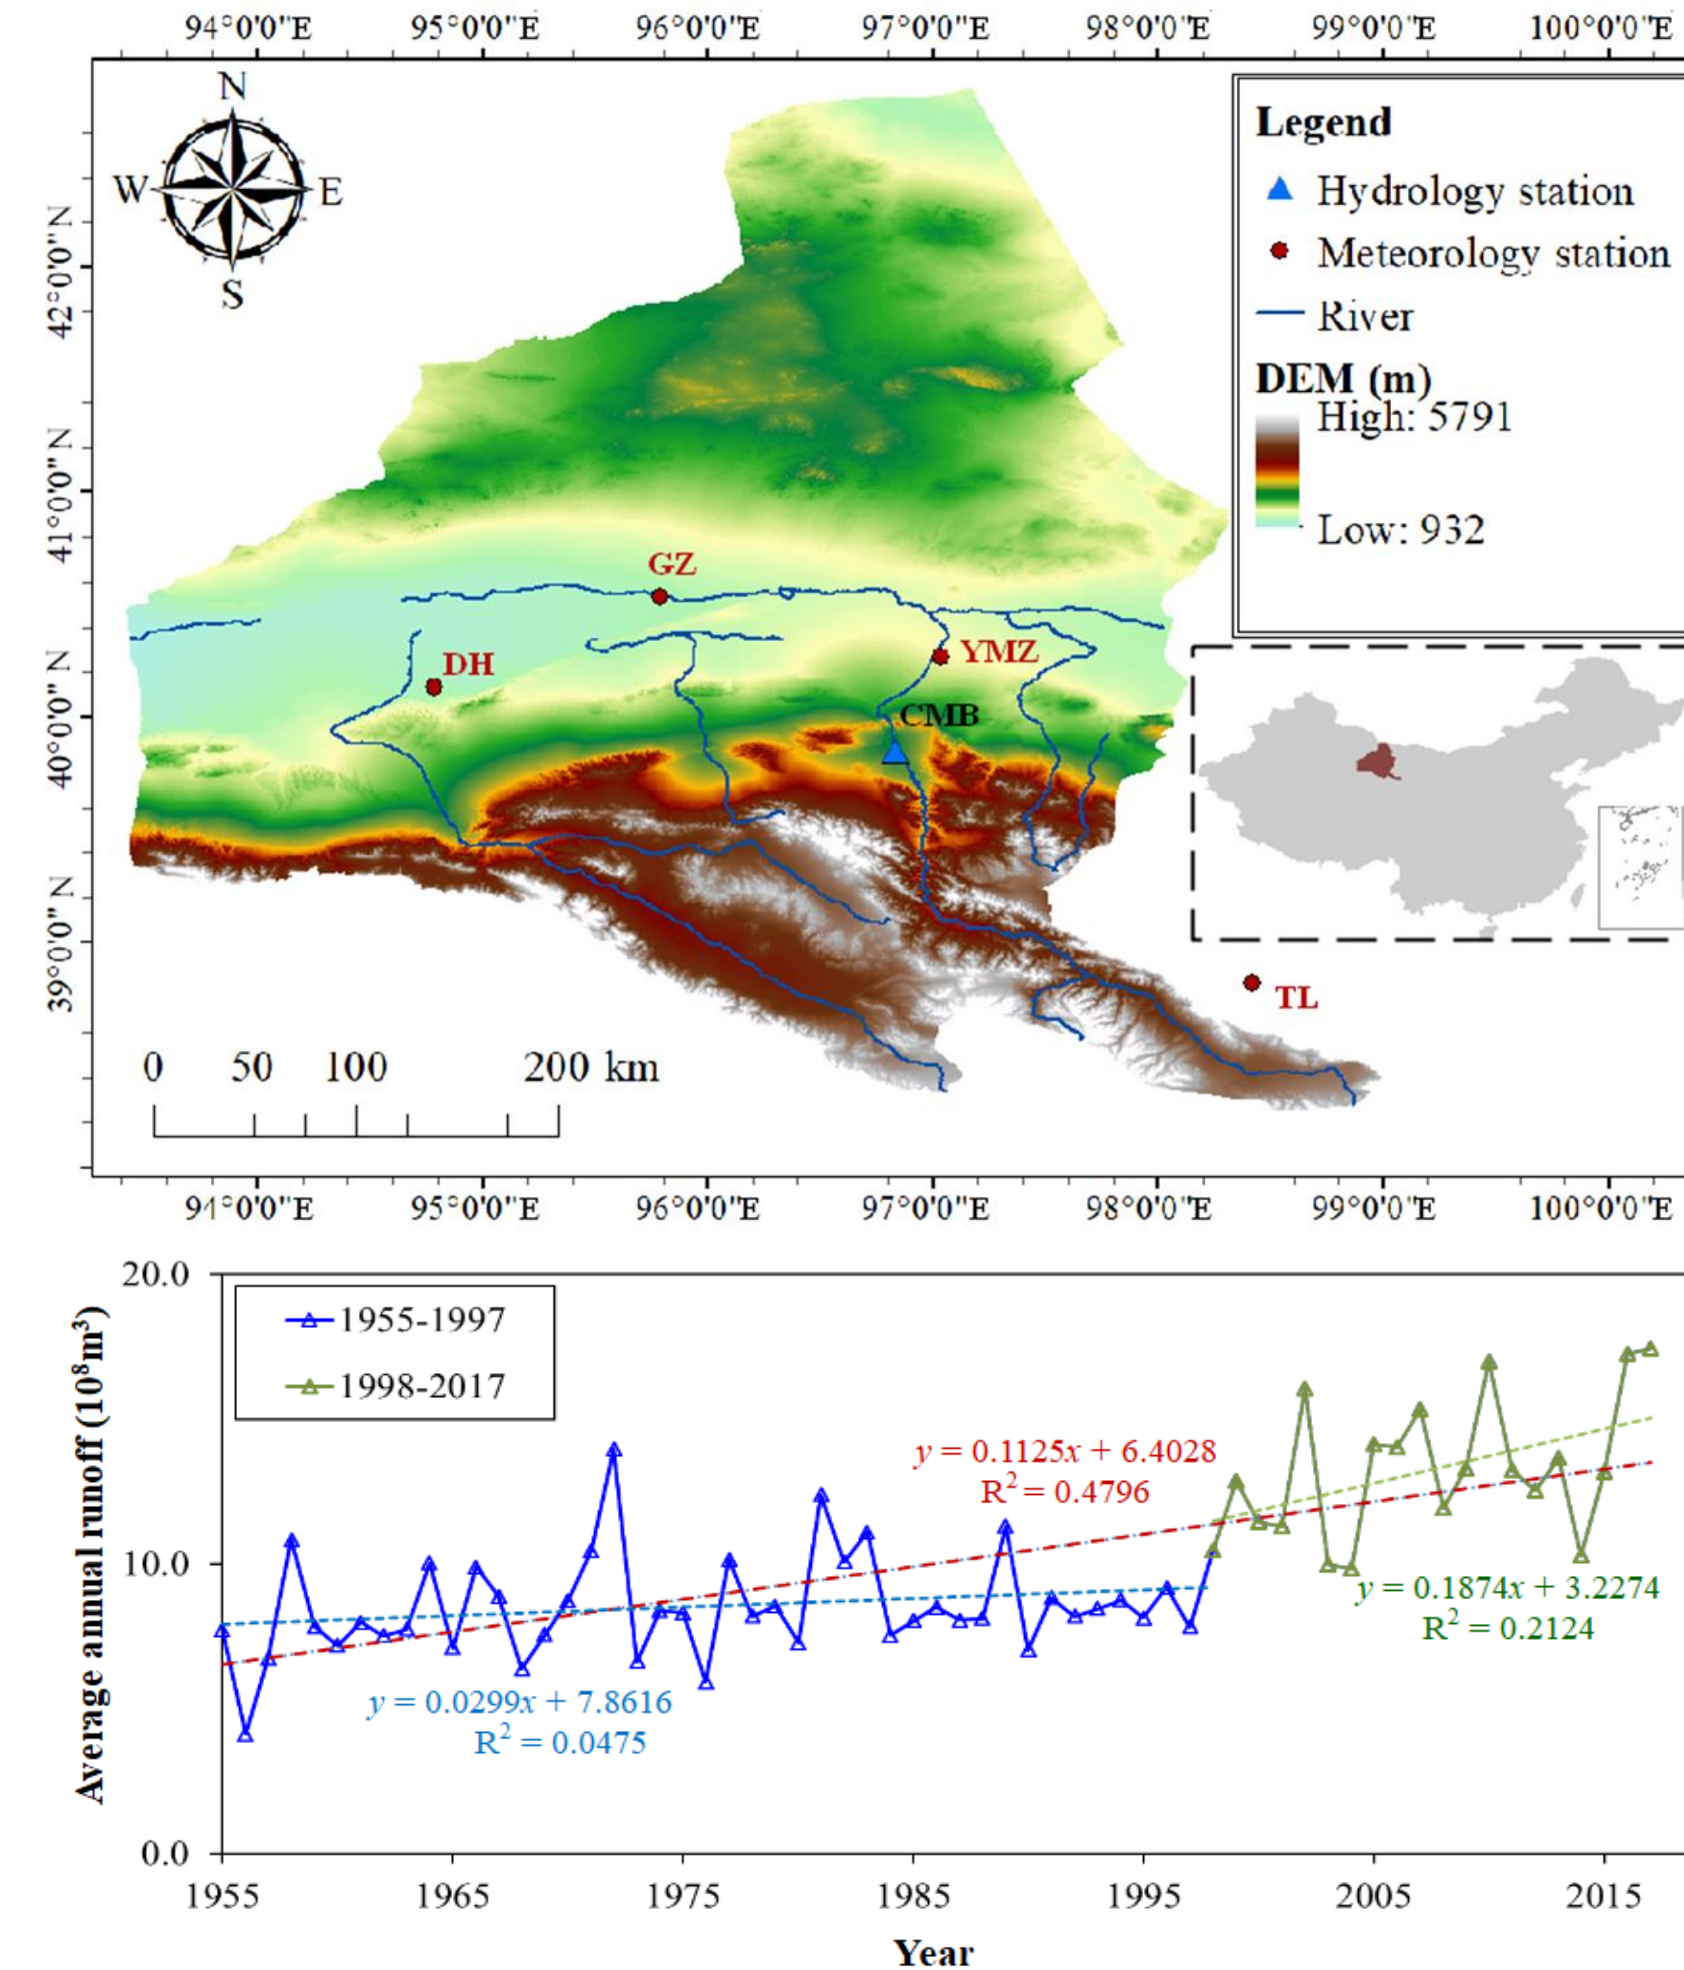 94°0'0"E 95°0'0"E 96°0'0"E 97°0'0"E 98°0'0"E 99°0'0"E 100°0'0"E
N
W E
S
Legend
Hydrology station
Meteorology station
River
DEM (m)
High: 5791
Low: 932
42°0'0" N
41°0'0" N
40°0'0" N
39°0'0" N
GZ
DH
YMZ
CMB
TL
0 50 100 200 km
94°0'0"E 95°0'0"E 96°0'0"E 97°0'0"E 98°0'0"E 99°0'0"E 100°0'0"E
20.0
10.0
0.0
Average annual runoff (10⁸m³)
1955-1997
1998-2017
y = 0.1125x + 6.4028
R² = 0.4796
y = 0.1874x + 3.2274
R² = 0.2124
y = 0.0299x + 7.8616
R² = 0.0475
1955 1965 1975 1985 1995 2005 2015
Year